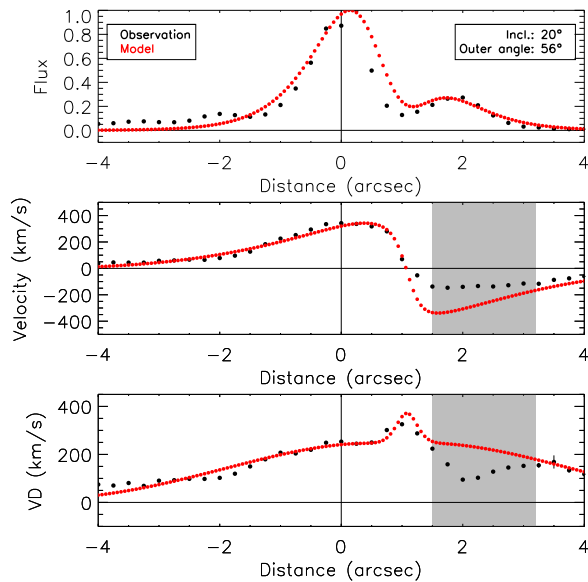 Observation
Model
Incl.: 20°
Outer angle: 56°
Flux
1.0
0.8
0.6
0.4
0.2
0.0
-4 -2 0 2 4
Distance (arcsec)
Velocity (km/s)
400
200
0
-200
-400
-4 -2 0 2 4
Distance (arcsec)
VD (km/s)
400
200
0
-4 -2 0 2 4
Distance (arcsec)